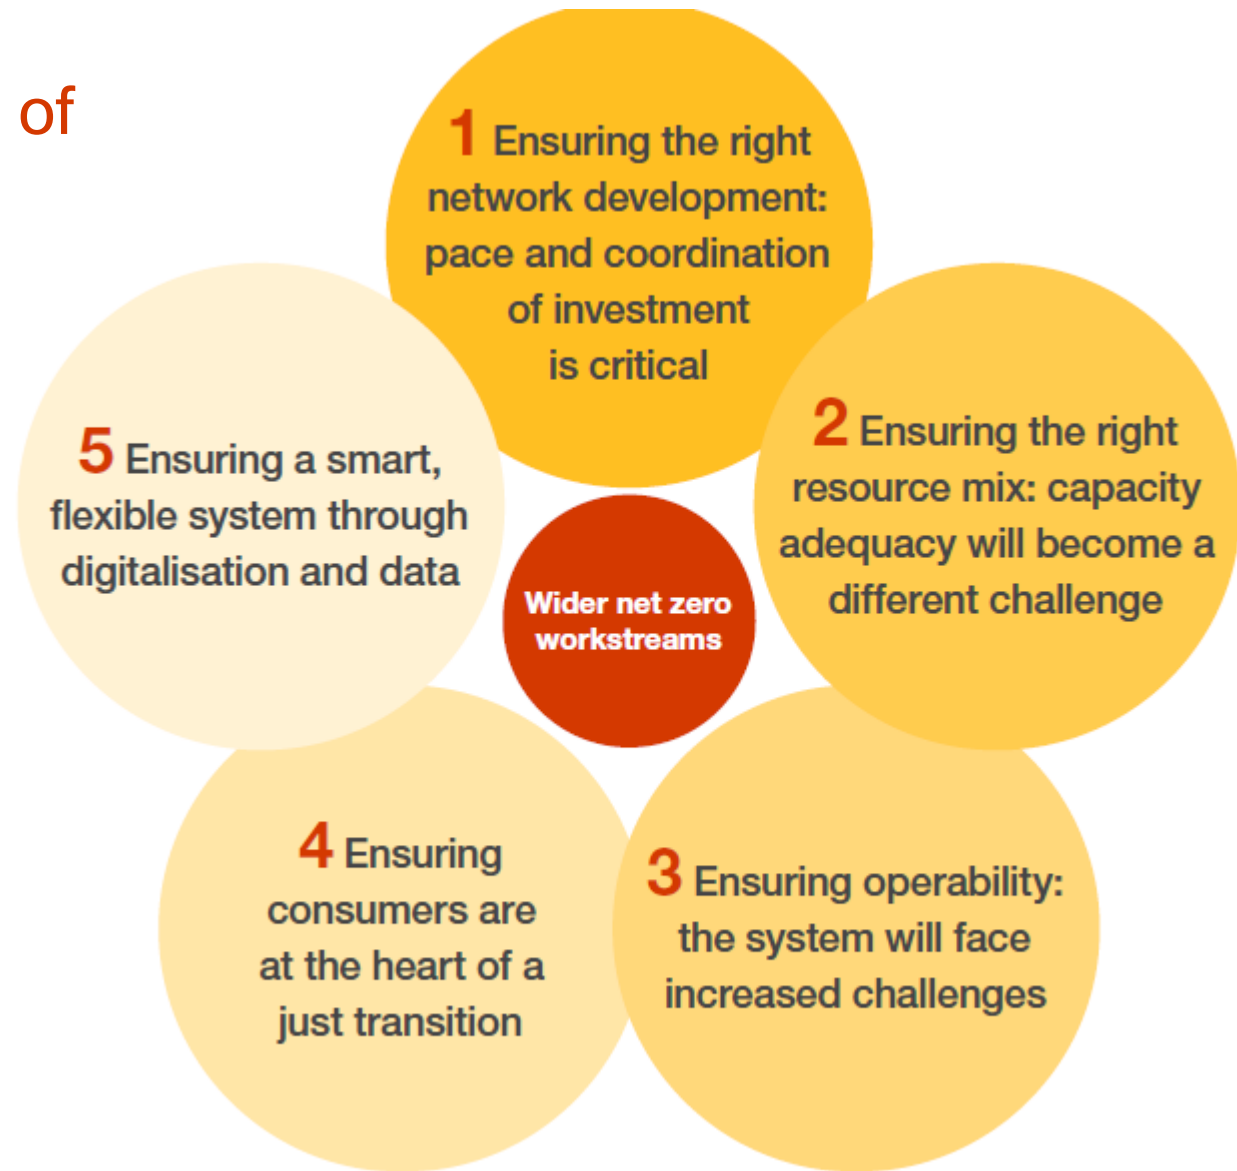 of
1 Ensuring the right
network development:
pace and coordination
of investment
is critical
2 Ensuring the right
resource mix: capacity
adequacy will become a
different challenge
3 Ensuring operability:
the system will face
increased challenges
4 Ensuring
consumers are
at the heart of a
just transition
5 Ensuring a smart,
flexible system through
digitalisation and data
Wider net zero
workstreams